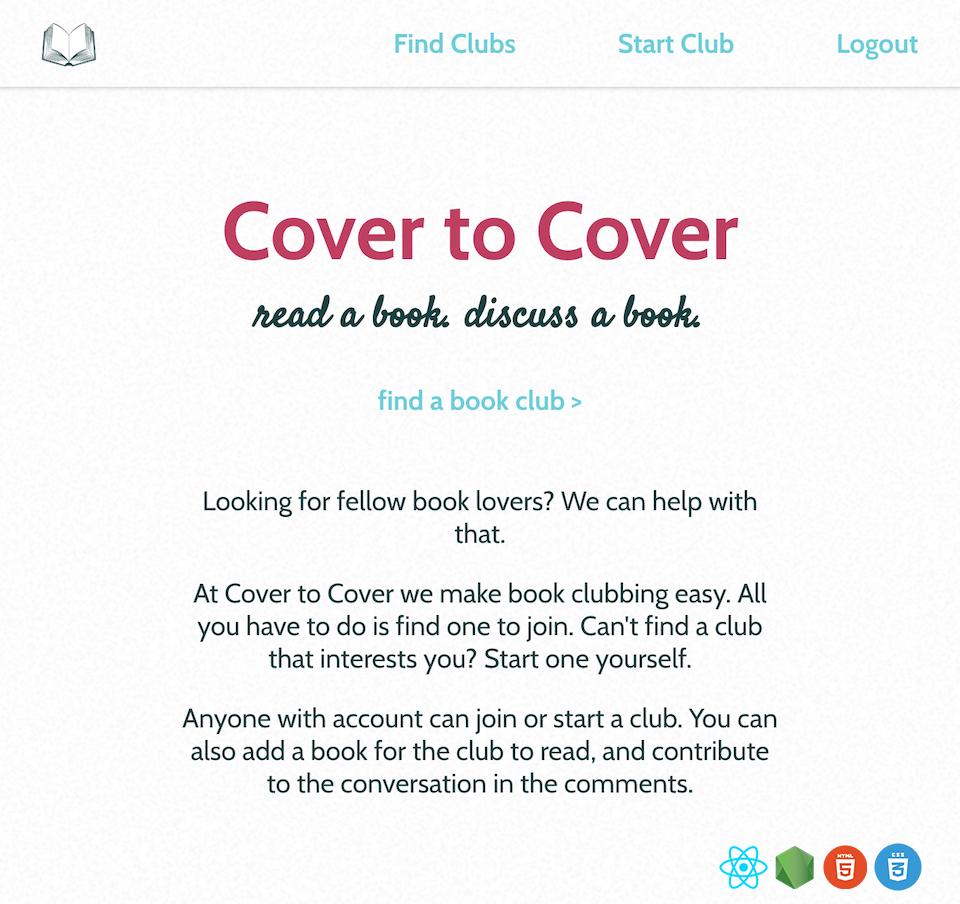 Find Clubs
Start Club
Logout
Cover to Cover
read a book. discuss a book.
find a book club >
Looking for fellow book lovers? We can help with
that.
At Cover to Cover we make book clubbing easy. All
you have to do is find one to join. Can't find a club
that interests you? Start one yourself.
Anyone with account can join or start a club. You can
also add a book for the club to read, and contribute
to the conversation in the comments.
HTML
5
CSS
3